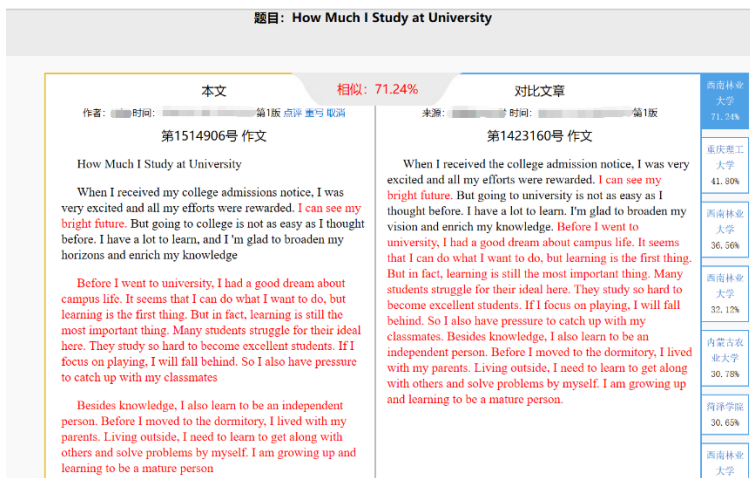 题目：How Much I Study at University
本文
相似：71.24%
对比文章
作者：
时间：
第1版 点评 重写 取消
来源：
时间：
第1版
第1514906号 作文
第1423160号 作文
How Much I Study at University
When I received my college admissions notice, I was
very excited and all my efforts were rewarded. I can see my
bright future. But going to college is not as easy as I thought
before. I have a lot to learn, and I 'm glad to broaden my
horizons and enrich my knowledge
Before I went to university, I had a good dream about
campus life. It seems that I can do what I want to do, but
learning is the first thing. But in fact, learning is still the
most important thing. Many students struggle for their ideal
here. They study so hard to become excellent students. If I
focus on playing, I will fall behind. So I also have pressure
to catch up with my classmates
Besides knowledge, I also learn to be an independent
person. Before I moved to the dormitory, I lived with my
parents. Living outside, I need to learn to get along with
others and solve problems by myself. I am growing up and
learning to be a mature person
When I received the college admission notice, I was very
excited and all my efforts were rewarded. I can see my
bright future. But going to university is not as easy as I
thought before. I have a lot to learn. I'm glad to broaden my
vision and enrich my knowledge. Before I went to
university, I had a good dream about campus life. It seems
that I can do what I want to do, but learning is the first thing.
But in fact, learning is still the most important thing. Many
students struggle for their ideal here. They study so hard to
become excellent students. If I focus on playing, I will fall
behind. So I also have pressure to catch up with my
classmates. Besides knowledge, I also learn to be an
independent person. Before I moved to the dormitory, I lived
with my parents. Living outside, I need to learn to get along
with others and solve problems by myself. I am growing up
and learning to be a mature person.
西南林业
大学
71.24%
重庆理工
大学
41.80%
西南林业
大学
36.56%
西南林业
大学
32.12%
内蒙古农
业大学
30.78%
菏泽学院
30.65%
西南林业
大学